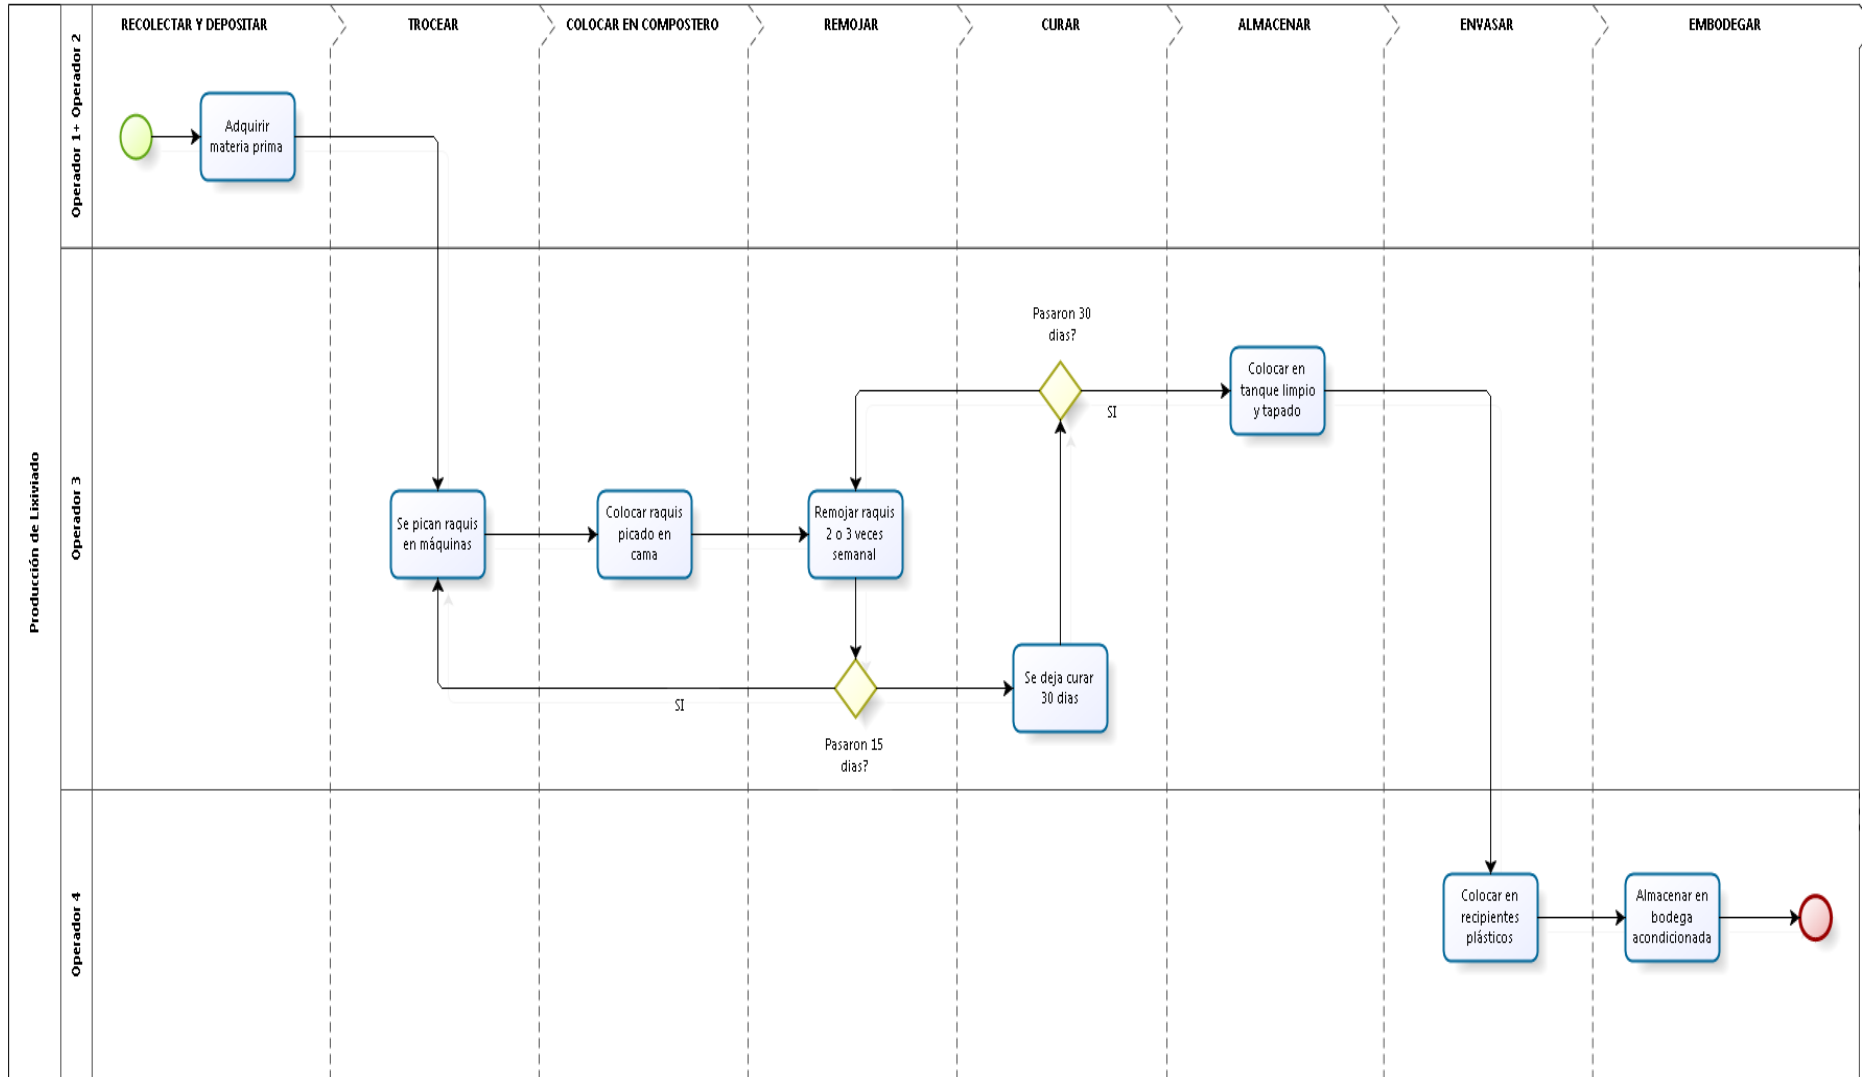 RECOLECTAR Y DEPOSITAR
TROCEAR
COLOCAR EN COMPOSTERO
REMOJAR
CURAR
ALMACENAR
ENVASAR
EMBODEGAR
Producción de Lixiviado
Operador 1+ Operador 2
Adquirir
materia prima
Operador 3
Pasaron 30
dias?
Colocar en
tanque limpio
y tapado
SI
Se pican raquis
en máquinas
Colocar raquis
picado en
cama
Remojar raquis
2 o 3 veces
semanal
Se deja curar
30 dias
SI
Pasaron 15
dias?
Operador 4
Colocar en
recipientes
plásticos
Almacenar en
bodega
acondicionada